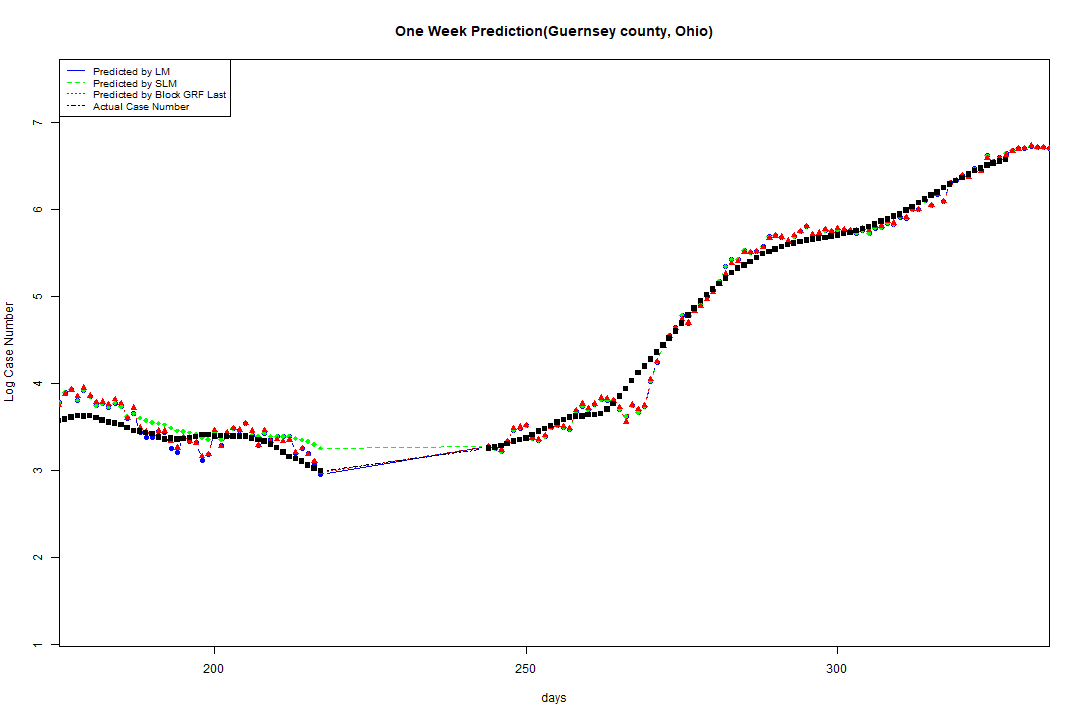 One Week Prediction(Guernsey county, Ohio)
Predicted by LM
Predicted by SLM
Predicted by Block GRF Last
Actual Case Number
7
6
5
4
3
2
1
Log Case Number
200 250 300
days